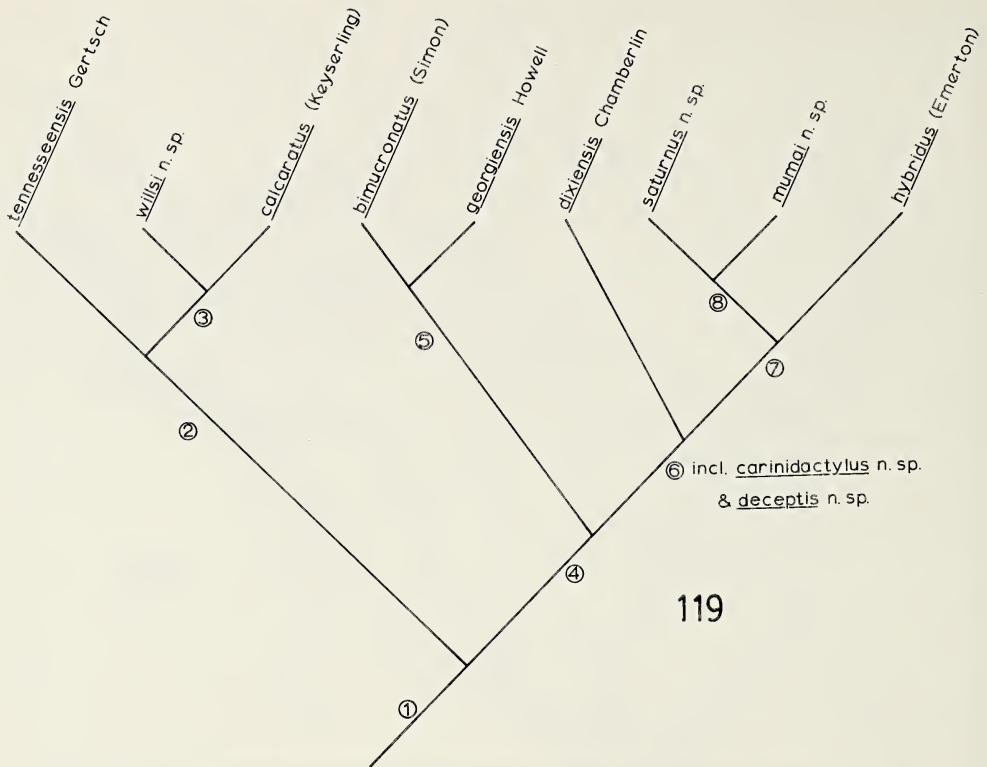 tennesseensis Gertsch
willsi n. sp.
calcaratus (Keyserling)
bimucronatus (Simon)
georgiensis Howell
dixiensis Chamberlin
saturnus n. sp.
mumai n. sp.
hybridus (Emerton)
③
⑧
⑤
⑦
②
⑥ incl. carinidactylus n. sp.
& deceptis n. sp.
④
119
①